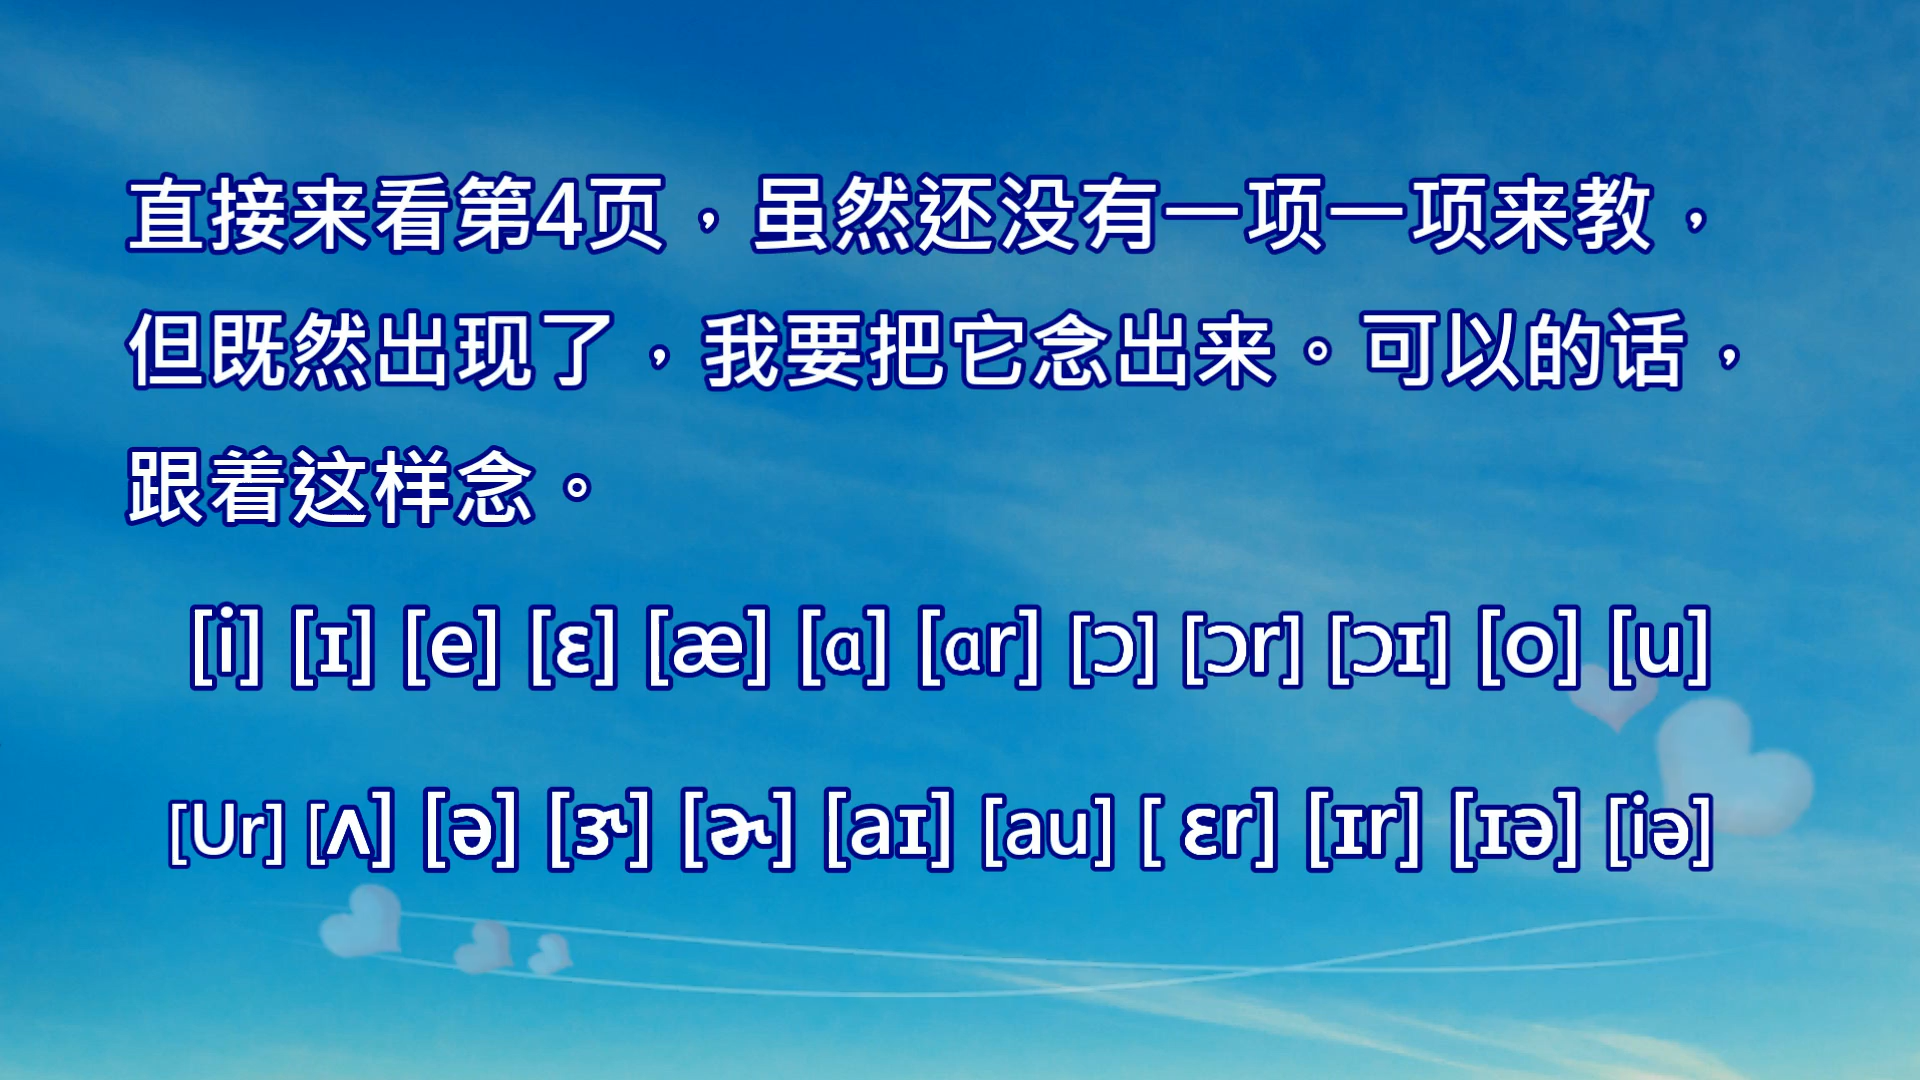 直接来看第4页，虽然还没有一项一项来教，
但既然出现了，我要把它念出来。可以的话，
跟着这样念。
[i] [ɪ] [e] [ɛ] [æ] [ɑ] [ɑr] [ɔ] [ɔr] [ɔɪ] [o] [u]
[Ur] [ʌ] [ə] [ɝ] [ɚ] [aɪ] [au] [ ɛr] [ɪr] [ɪə] [iə]